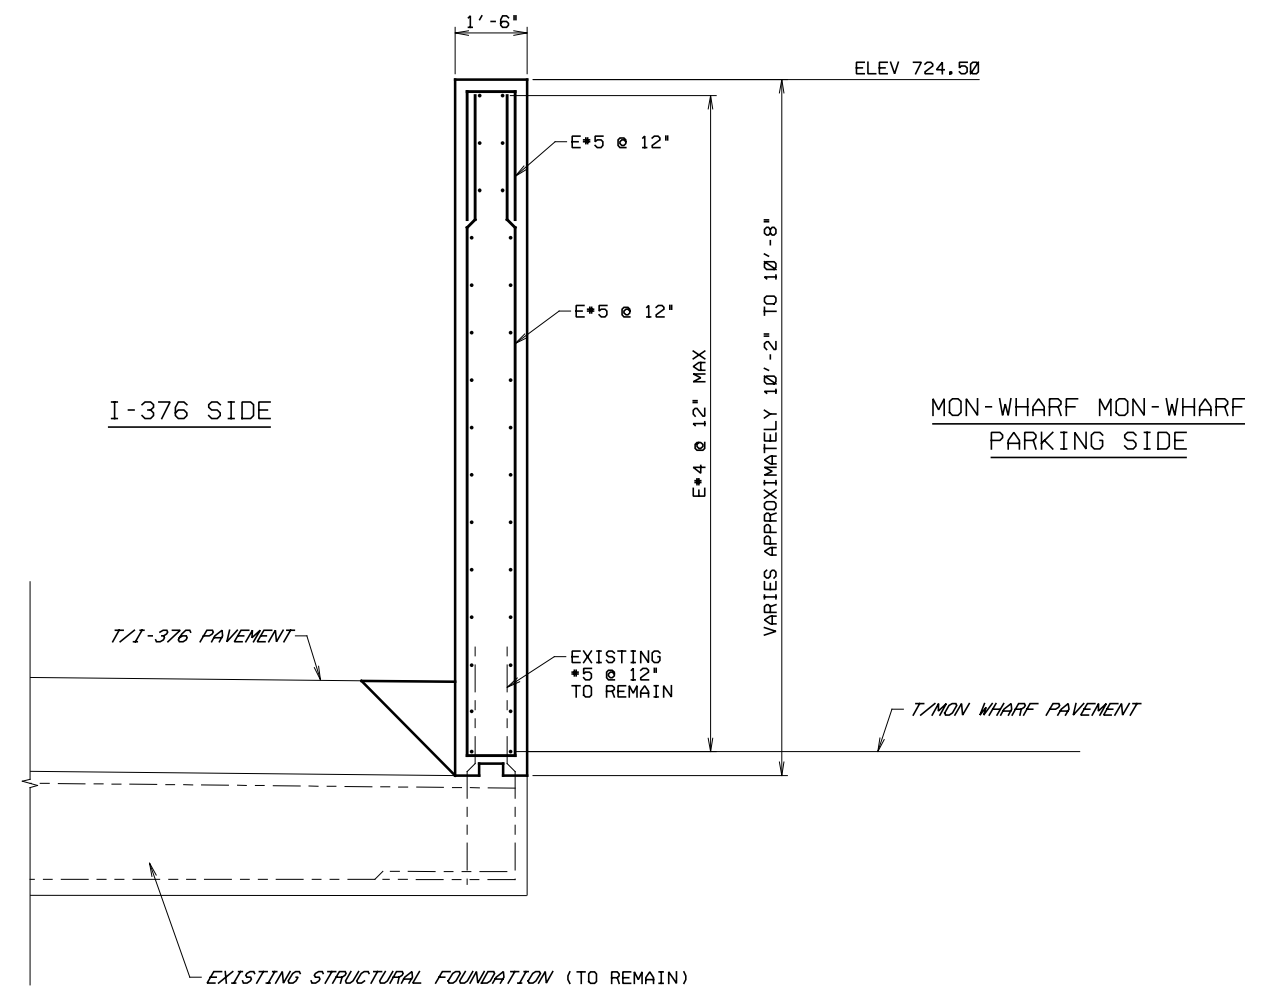 1'-6"
ELEV 724.50
E#5 @ 12"
VARIES APPROXIMATELY 10'-2" TO 10'-8"
E#5 @ 12"
E#4 @ 12" MAX
I-376 SIDE
MON-WHARF MON-WHARF
PARKING SIDE
T/I-376 PAVEMENT
EXISTING
#5 @ 12"
TO REMAIN
T/MON WHARF PAVEMENT
EXISTING STRUCTURAL FOUNDATION (TO REMAIN)